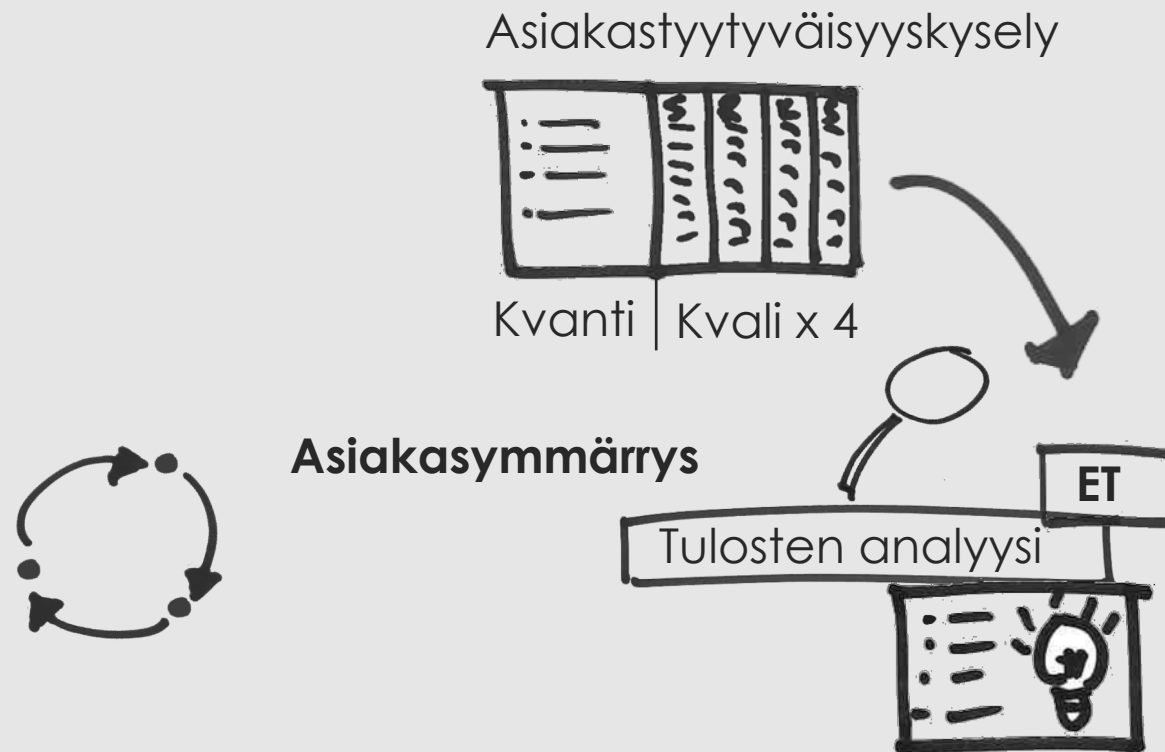 Asiakastyytyväisyyskysely
Kvanti | Kvali x 4
Asiakasymmärrys
ET
Tulosten analyysi